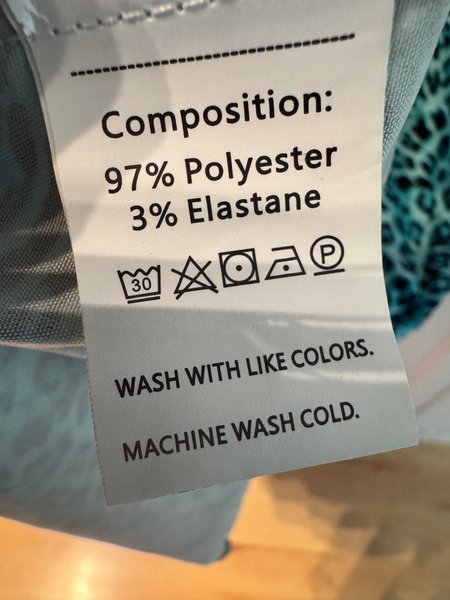 Composition:
97% Polyester
3% Elastane
30 P
WASH WITH LIKE COLORS.
MACHINE WASH COLD.